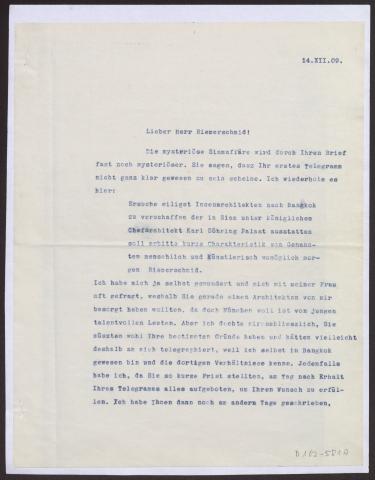 14.XII.09.
Lieber Herr Riemerschmid!
Die mysteriöse Siamaffäre wird durch Ihren Brief
fast noch mysteriöser. Sie sagen, dasz Ihr erstes Telegramm
nicht ganz klar gewesen zu sein scheine. Ich wiederhole es
hier:
Ersuche eiligst Innenarchitekten nach Bangkok
zu verschaffen der in Siam unter königlichem
Chefarchitekt Karl Döhring Palast ausstatten
soll erbitte kurze Charakteristik von Genann-
tem menschlich und künstlerisch womöglich mor-
gen Riemerschmid.
Ich habe mich ja selbst gewundert und mich mit meiner Frau
oft gefragt, weshalb Sie gerade einen Architekten von mir
besorgt haben wollten, da doch München voll ist von jungen
talentvollen Leuten. Aber ich dachte Sie
müszten wohl Ihre bestimmten Gründe haben und hätten vielleicht
deshalb an mich telegraphiert, weil ich selbst in Bangkok
gewesen bin und die dortigen Verhältnisse kenne. Jedenfalls
habe ich, da Sie so kurze Frist stellten, am Tag nach Erhalt
Ihres Telegramms alles aufgeboten, um Ihren Wunsch zu erfül-
len. Ich habe Ihnen dann noch am andern Tage geschrieben,